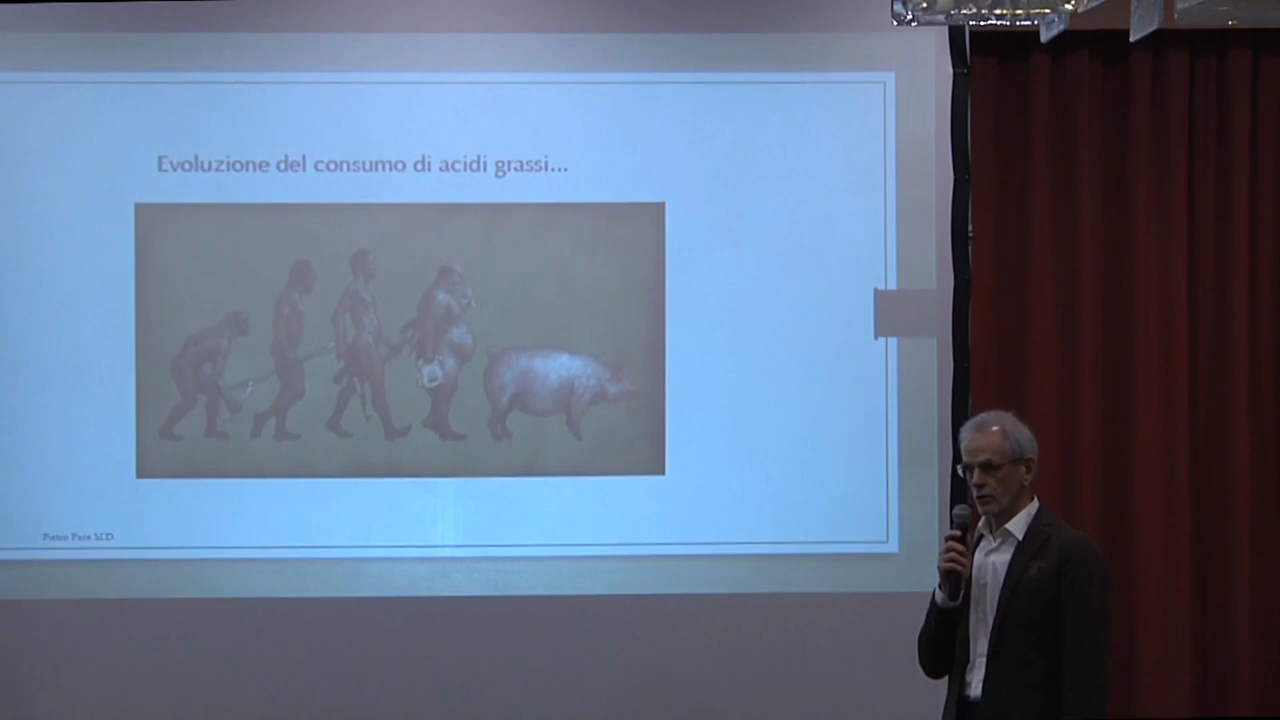 Evoluzione del consumo di acidi grassi...
Pietro Pace M.D.